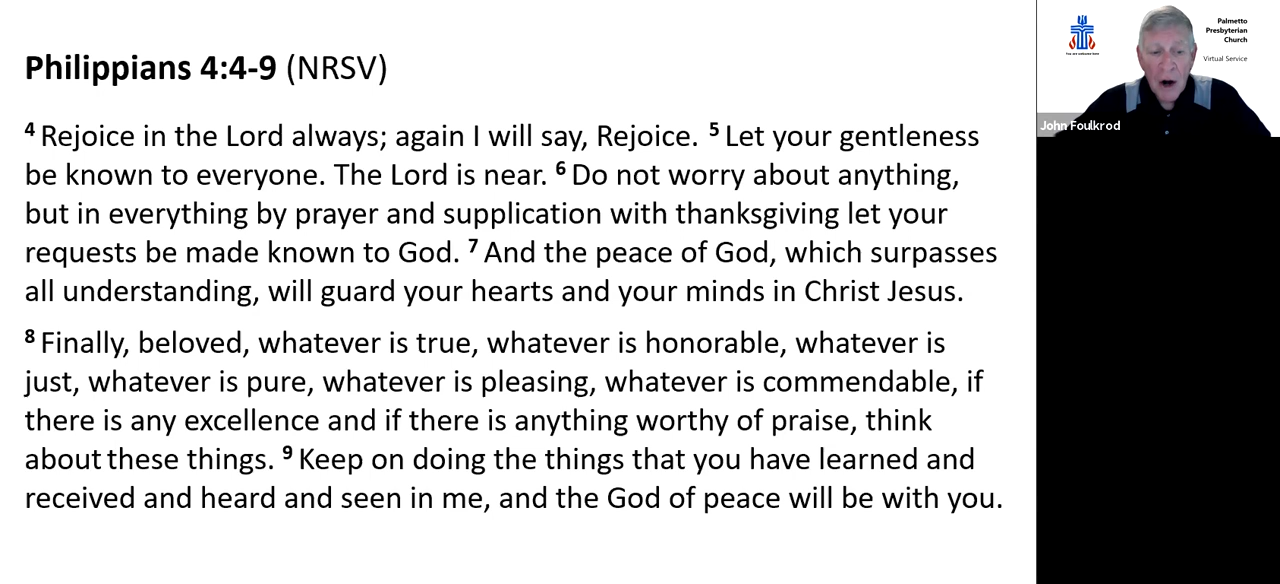 Philippians 4:4-9 (NRSV)
4 Rejoice in the Lord always; again I will say, Rejoice. 5 Let your gentleness
be known to everyone. The Lord is near. 6 Do not worry about anything,
but in everything by prayer and supplication with thanksgiving let your
requests be made known to God. 7 And the peace of God, which surpasses
all understanding, will guard your hearts and your minds in Christ Jesus.
8 Finally, beloved, whatever is true, whatever is honorable, whatever is
just, whatever is pure, whatever is pleasing, whatever is commendable, if
there is any excellence and if there is anything worthy of praise, think
about these things. 9 Keep on doing the things that you have learned and
received and heard and seen in me, and the God of peace will be with you.
Palmetto
Presbyterian
Church
Virtual Service
John Foulkrod